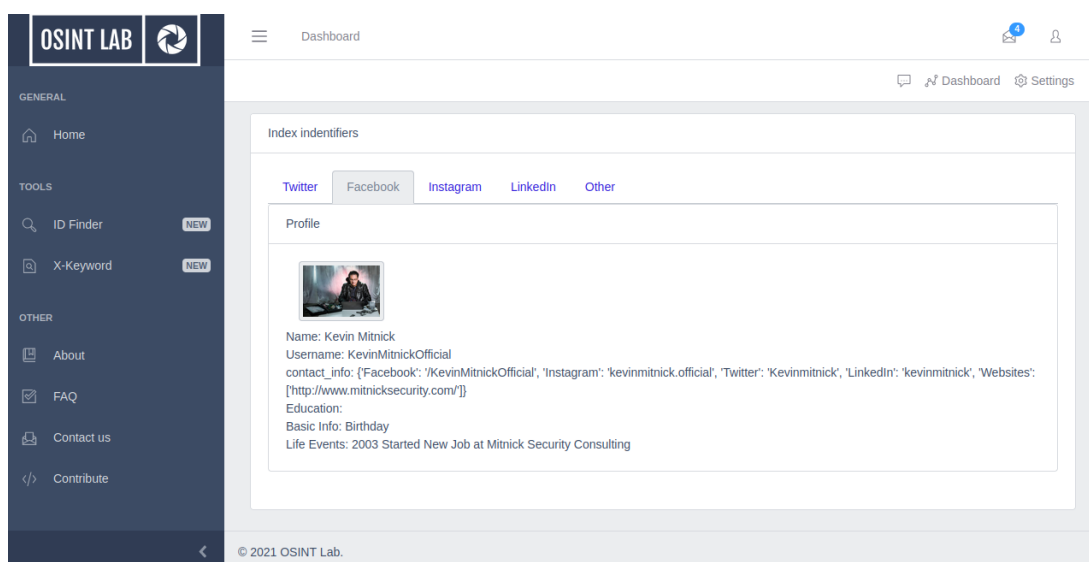 OSINT LAB
Dashboard
4
Dashboard
Settings
GENERAL
Home
TOOLS
ID Finder NEW
X-Keyword NEW
OTHER
About
FAQ
Contact us
</> Contribute
Index indentifiers
Twitter Facebook Instagram LinkedIn Other
Profile
Name: Kevin Mitnick
Username: KevinMitnickOfficial
contact_info: {'Facebook': '/KevinMitnickOfficial', 'Instagram': 'kevinmitnick.official', 'Twitter': 'Kevinmitnick', 'LinkedIn': 'kevinmitnick', 'Websites':
['http://www.mitnicksecurity.com/']}
Education:
Basic Info: Birthday
Life Events: 2003 Started New Job at Mitnick Security Consulting
© 2021 OSINT Lab.